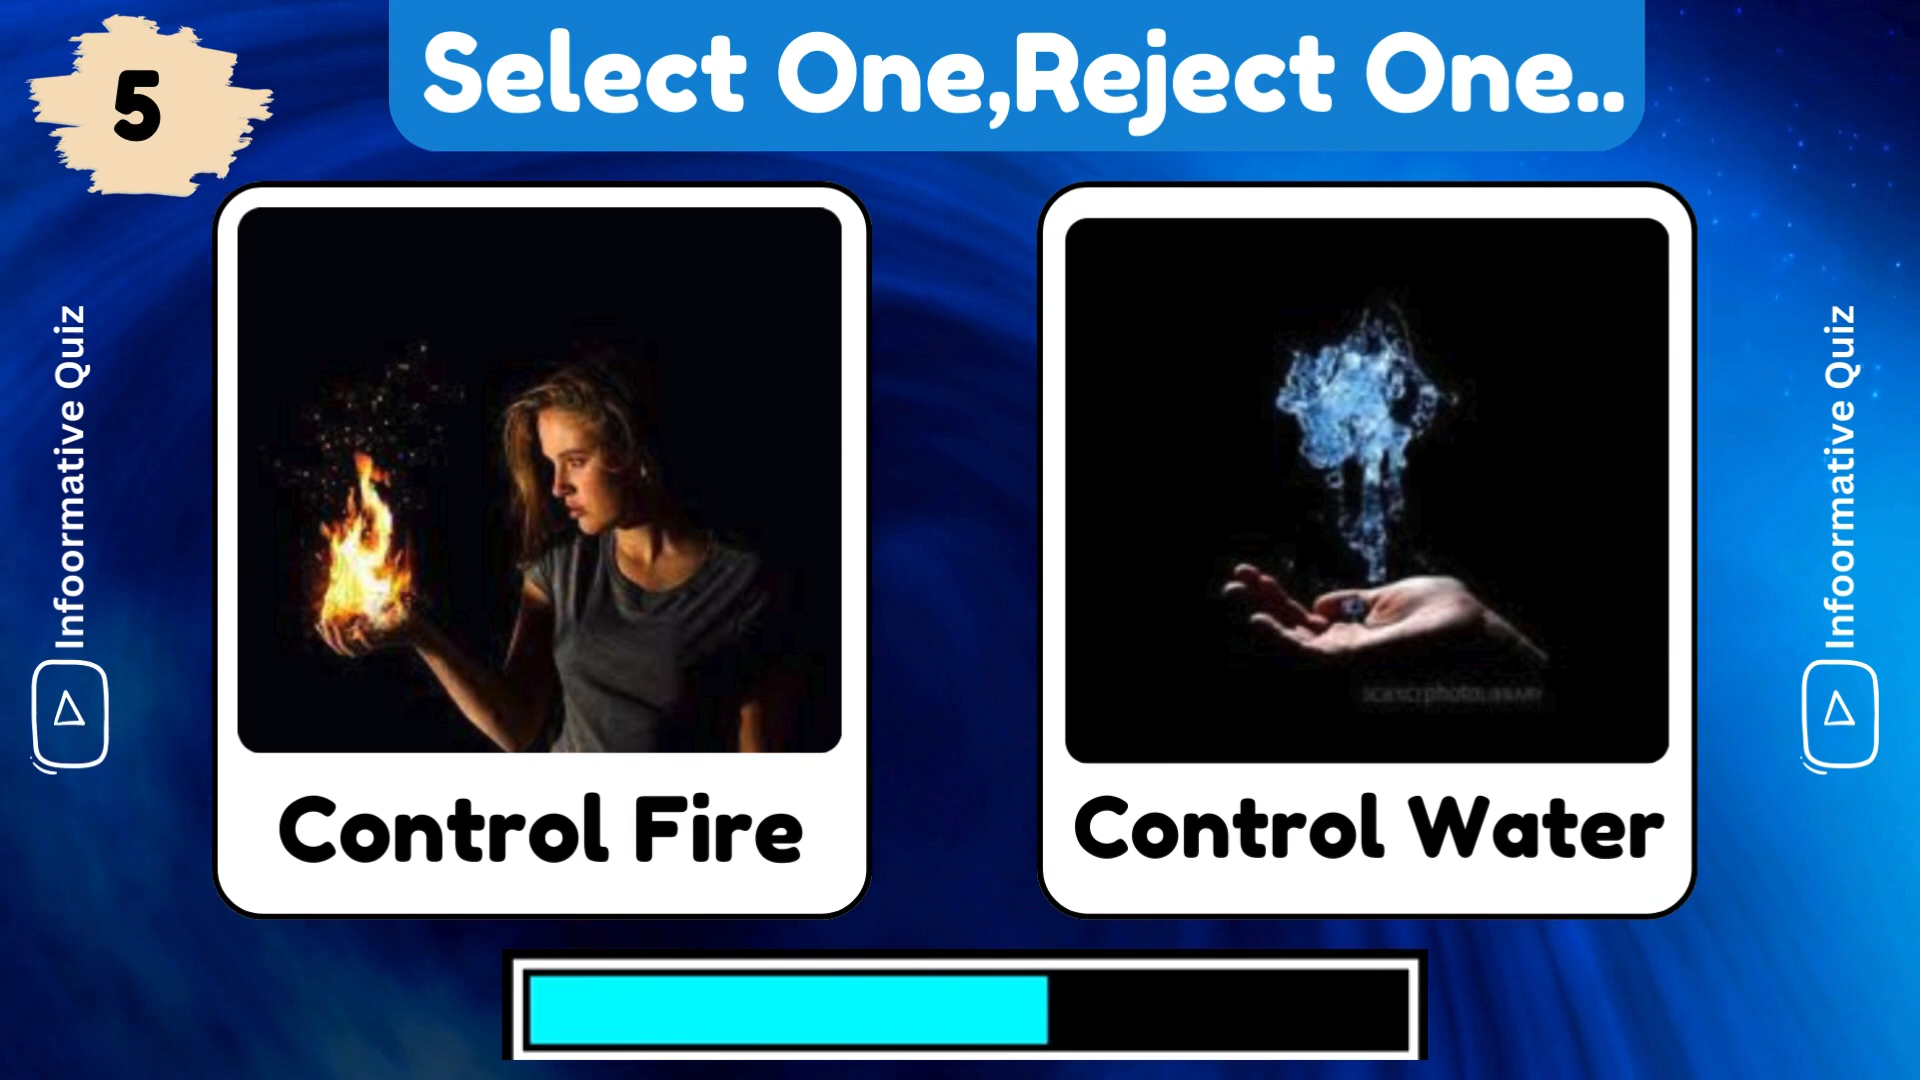 5
Select One,Reject One..
Infoormative Quiz
Infoormative Quiz
Control Fire
Control Water